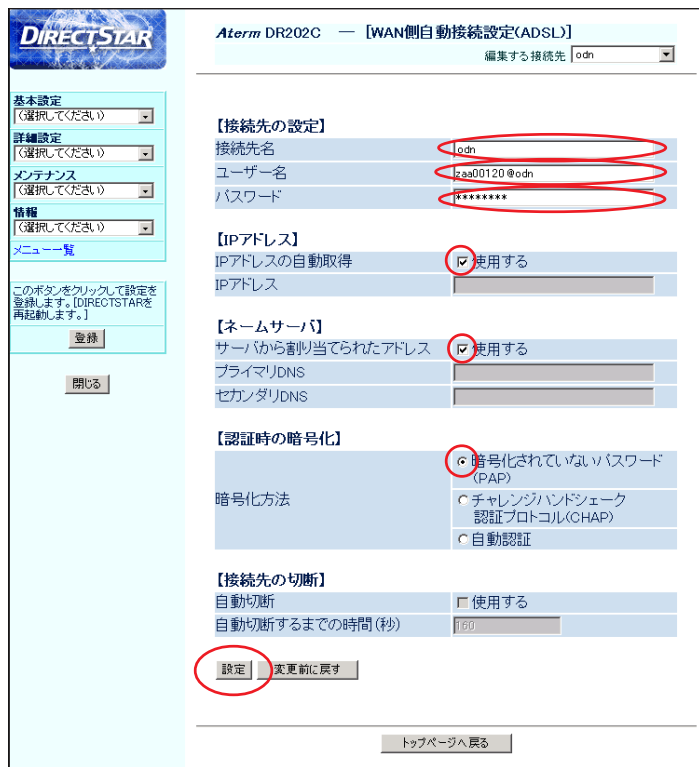 DIRECTSTAR
基本設定
(選択してください)
詳細設定
(選択してください)
メンテナンス
(選択してください)
情報
(選択してください)
メニュー一覧
このボタンをクリックして設定を
登録します。[DIRECTSTARを
再起動します。]
登録
閉じる
Aterm DR202C ― [WAN側自動接続設定(ADSL)]
編集する接続先 odn
【接続先の設定】
接続先名 odn
ユーザー名 zaa00120@odn
パスワード ********
【IPアドレス】
IPアドレスの自動取得 使用する
IPアドレス
【ネームサーバ】
サーバから割り当てられたアドレス 使用する
プライマリDNS
セカンダリDNS
【認証時の暗号化】
暗号化方法
暗号化されていないパスワード
(PAP)
チャレンジハンドシェーク
認証プロトコル(CHAP)
自動認証
【接続先の切断】
自動切断 使用する
自動切断するまでの時間(秒) 160
設定 変更前に戻す
トップページへ戻る